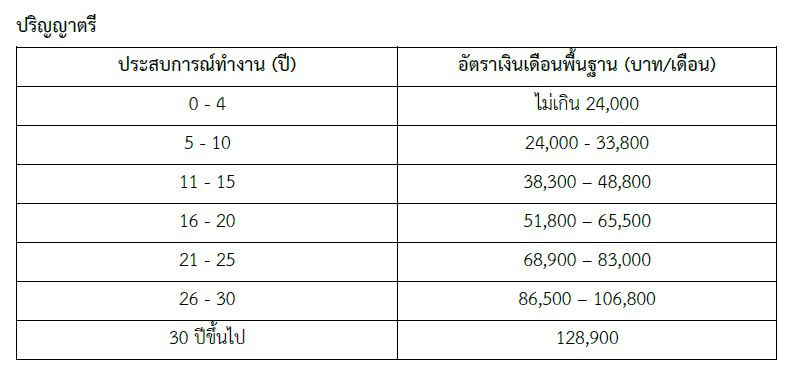 ปริญญาตรี
ประสบการณ์ทำงาน (ปี) อัตราเงินเดือนพื้นฐาน (บาท/เดือน)
0 - 4 ไม่เกิน 24,000
5 - 10 24,000 - 33,800
11 - 15 38,300 – 48,800
16 - 20 51,800 – 65,500
21 - 25 68,900 – 83,000
26 - 30 86,500 – 106,800
30 ปีขึ้นไป 128,900